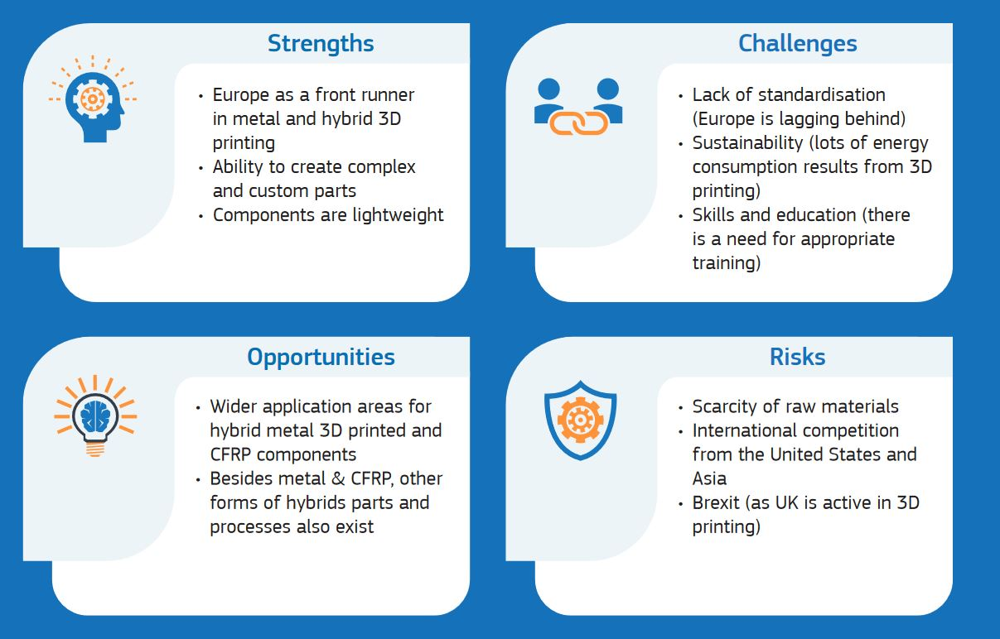 Strengths
• Europe as a front runner
in metal and hybrid 3D
printing
• Ability to create complex
and custom parts
• Components are lightweight
Challenges
• Lack of standardisation
(Europe is lagging behind)
• Sustainability (lots of energy
consumption results from 3D
printing)
• Skills and education (there
is a need for appropriate
training)
Opportunities
• Wider application areas for
hybrid metal 3D printed and
CFRP components
• Besides metal & CFRP, other
forms of hybrids parts and
processes also exist
Risks
• Scarcity of raw materials
• International competition
from the United States and
Asia
• Brexit (as UK is active in 3D
printing)